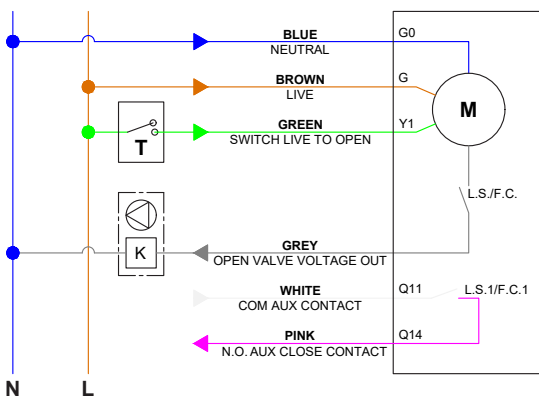 BLUE
G0
NEUTRAL
BROWN
G
LIVE
M
GREEN
Y1
T
SWITCH LIVE TO OPEN
L.S./F.C.
K
GREY
OPEN VALVE VOLTAGE OUT
WHITE
Q11
L.S.1/F.C.1
COM AUX CONTACT
PINK
Q14
N.O. AUX CLOSE CONTACT
N
L